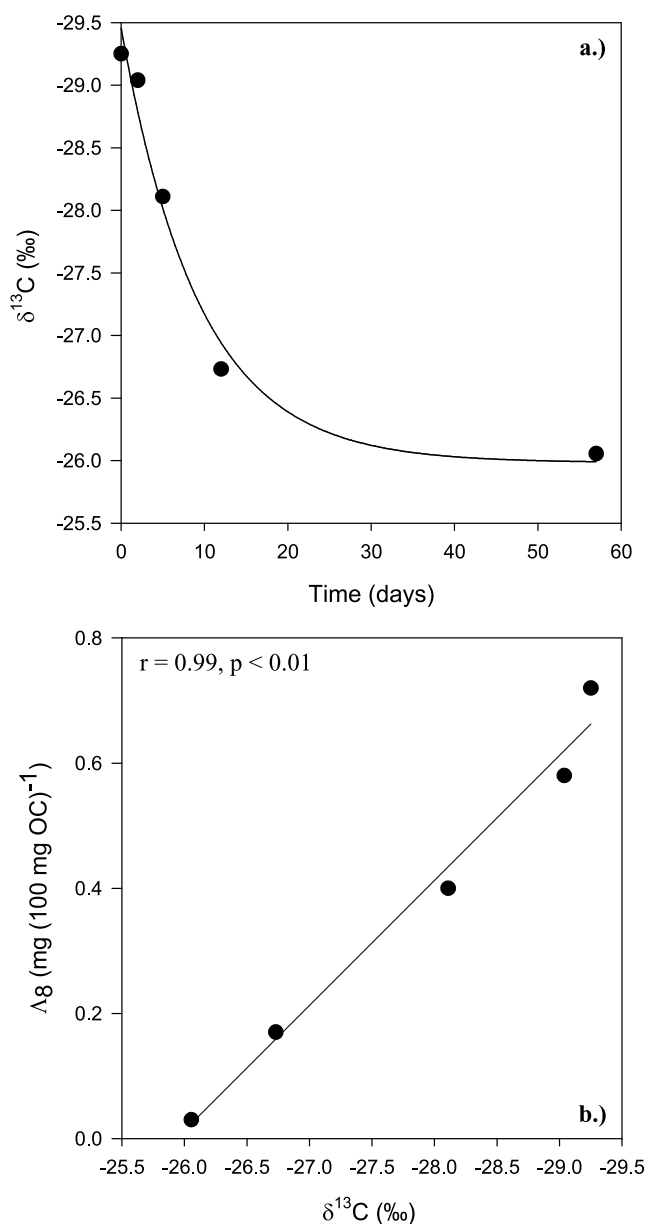 a.)
-29.5
-29.0
-28.5
-28.0
-27.5
-27.0
-26.5
-26.0
-25.5
δ¹³C (‰)
0 10 20 30 40 50 60
Time (days)
r = 0.99, p < 0.01
0.8
0.6
0.4
0.2
0.0
Λ₈ (mg (100 mg OC)⁻¹)
b.)
-25.5 -26.0 -26.5 -27.0 -27.5 -28.0 -28.5 -29.0 -29.5
δ¹³C (‰)